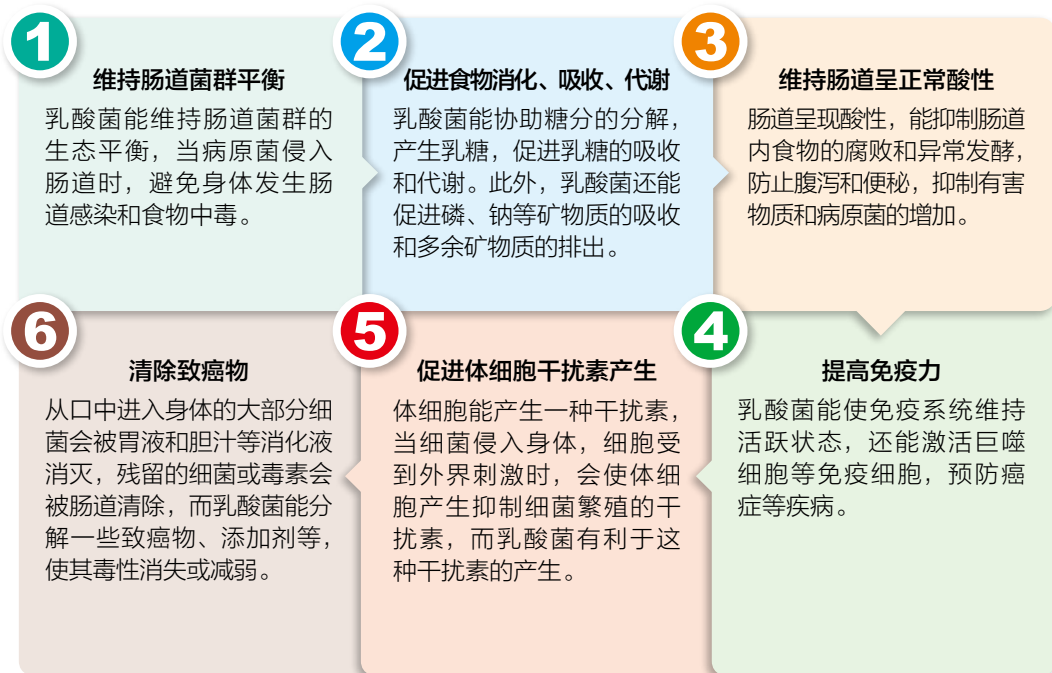 1
维持肠道菌群平衡
乳酸菌能维持肠道菌群的
生态平衡，当病原菌侵入
肠道时，避免身体发生肠
道感染和食物中毒。
2
促进食物消化、吸收、代谢
乳酸菌能协助糖分的分解，
产生乳糖，促进乳糖的吸收
和代谢。此外，乳酸菌还能
促进磷、钠等矿物质的吸收
和多余矿物质的排出。
3
维持肠道呈正常酸性
肠道呈现酸性，能抑制肠道
内食物的腐败和异常发酵，
防止腹泻和便秘，抑制有害
物质和病原菌的增加。
4
提高免疫力
乳酸菌能使免疫系统维持
活跃状态，还能激活巨噬
细胞等免疫细胞，预防癌
症等疾病。
5
促进体细胞干扰素产生
体细胞能产生一种干扰素，
当细菌侵入身体，细胞受
到外界刺激时，会使体细
胞产生抑制细菌繁殖的干
扰素，而乳酸菌有利于这
种干扰素的产生。
6
清除致癌物
从口中进入身体的大部分细
菌会被胃液和胆汁等消化液
消灭，残留的细菌或毒素会
被肠道清除，而乳酸菌能分
解一些致癌物、添加剂等，
使其毒性消失或减弱。